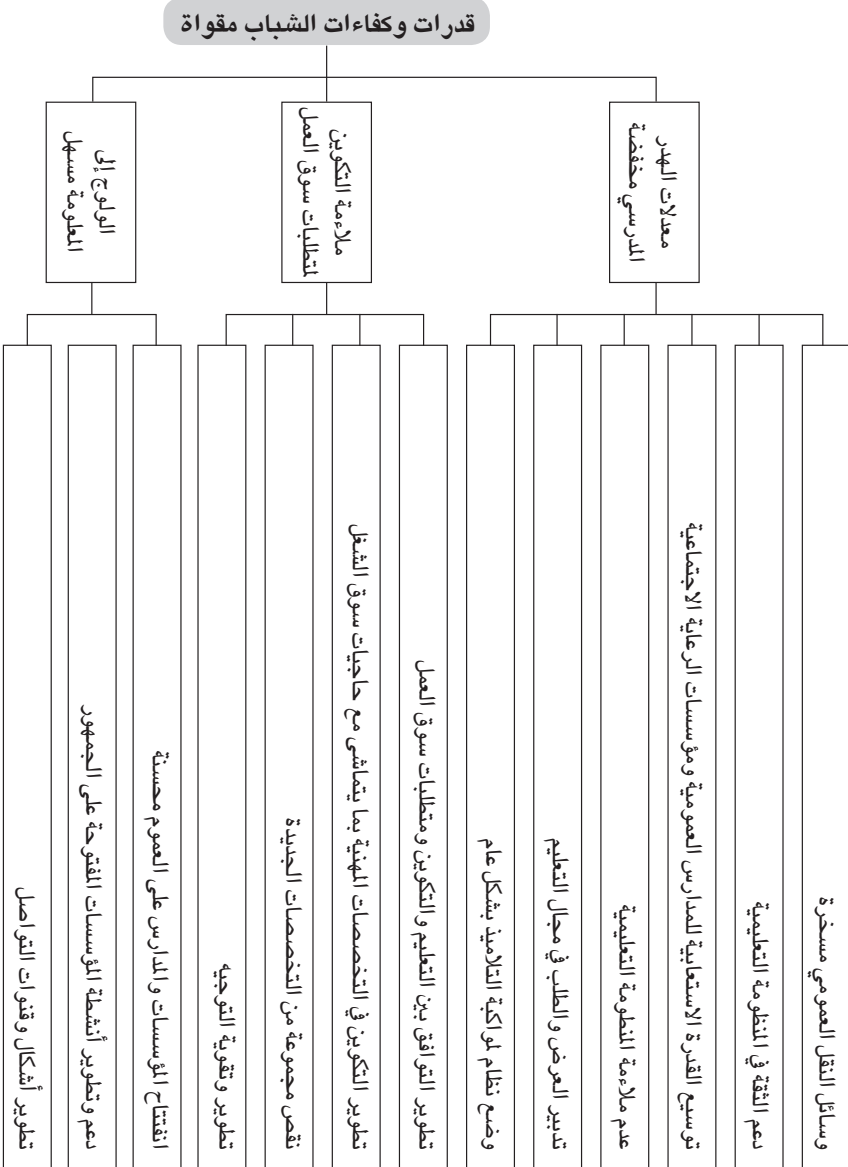 قدرات وكفاءات الشباب مقواة
معدلات الهدر
المدرسي مخفضة
ملاءمة التكوين
لمتطلبات سوق العمل
الولوج إلى
المعلومة مسهل
وسائل النقل العمومي مسخرة
دعم الثقة في المنظومة التعليمية
توسيع القدرة الاستعابية للمدارس العمومية ومؤسسات الرعاية الاجتماعية
عدم ملاءمة المنطومة التعليمية
تدبير العرض والطلب في مجال التعليم
وضع نظام لمواكبة التلاميذ بشكل عام
تطوير التوافق بين التعليم والتكوين ومتطلبات سوق العمل
تطوير التكوين في التخصصات المهنية بما يتماشى مع حاجيات سوق الشغل
نقص مجموعة من التخصصات الجديدة
تطوير وتقوية التوجيه
انفتتاح المؤسسات والمدارس على العموم محسنة
دعم وتطوير أنشطة المؤسسات المفتوحة على الجمهور
تطوير أشكال وقنوات التواصل